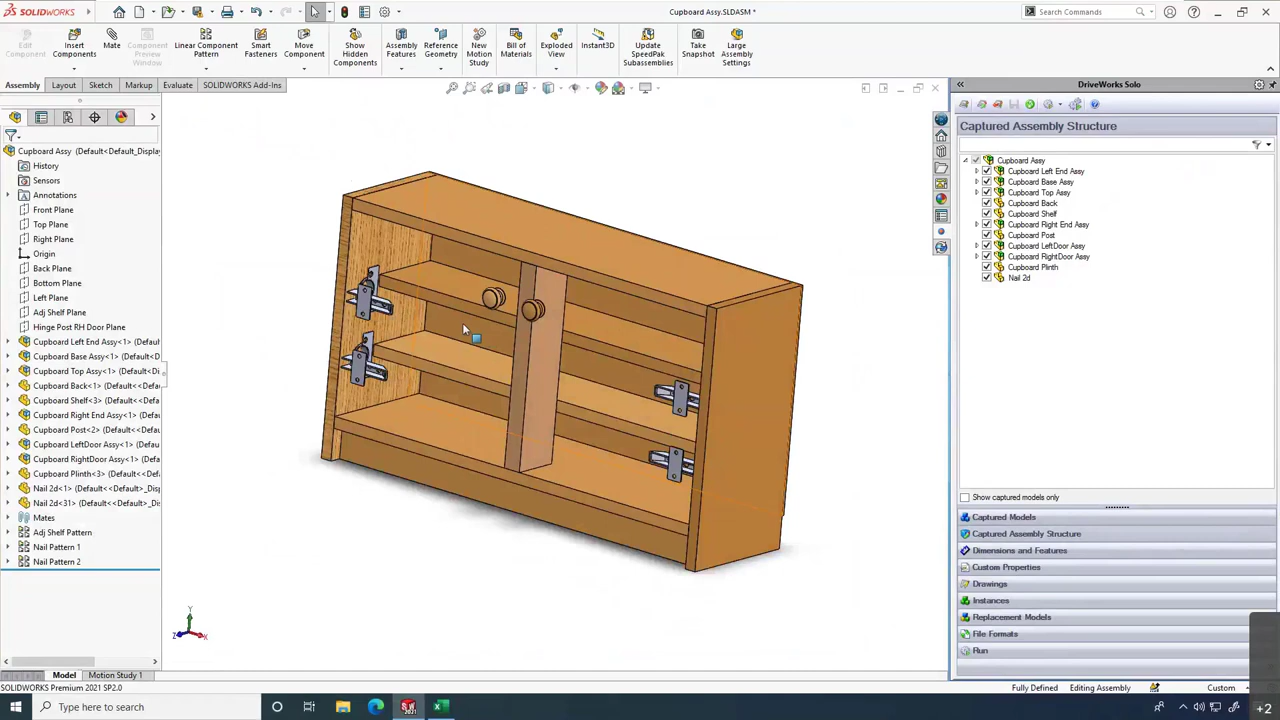 SOLIDWORKS
Cupboard Assy.SLDASM *
Search Commands
Edit Component
Insert Components
Mate
Component Preview Window
Linear Component Pattern
Smart Fasteners
Move Component
Show Hidden Components
Assembly Features
Reference Geometry
New Motion Study
Bill of Materials
Exploded View
Instant3D
Update SpeedPak Subassemblies
Take Snapshot
Large Assembly Settings
Assembly Layout Sketch Markup Evaluate SOLIDWORKS Add-Ins
Cupboard Assy (Default<Default_Displ
History
Sensors
Annotations
Front Plane
Top Plane
Right Plane
Origin
Back Plane
Bottom Plane
Left Plane
Adj Shelf Plane
Hinge Post RH Door Plane
Cupboard Left End Assy<1> (Defau
Cupboard Base Assy<1> (Default<D
Cupboard Top Assy<1> (Default<Di
Cupboard Back<1> (Default<<Defa
Cupboard Shelf<3> (Default<<Defa
Cupboard Right End Assy<1> (Defa
Cupboard Post<2> (Default<<Defa
Cupboard LeftDoor Assy<1> (Defau
Cupboard RightDoor Assy<1> (Defa
Cupboard Plinth<3> (Default<<Def
Nail 2d<1> (Default<<Default>_Disp
Nail 2d<31> (Default<<Default>_Dis
Mates
Adj Shelf Pattern
Nail Pattern 1
Nail Pattern 2
Y
Z
X
DriveWorks Solo
Captured Assembly Structure
Cupboard Assy
Cupboard Left End Assy
Cupboard Base Assy
Cupboard Top Assy
Cupboard Back
Cupboard Shelf
Cupboard Right End Assy
Cupboard Post
Cupboard LeftDoor Assy
Cupboard RightDoor Assy
Cupboard Plinth
Nail 2d
Show captured models only
Captured Models
Captured Assembly Structure
Dimensions and Features
Custom Properties
Drawings
Instances
Replacement Models
File Formats
Run
Model Motion Study 1
SOLIDWORKS Premium 2021 SP2.0
Fully Defined Editing Assembly Custom
Type here to search
+2